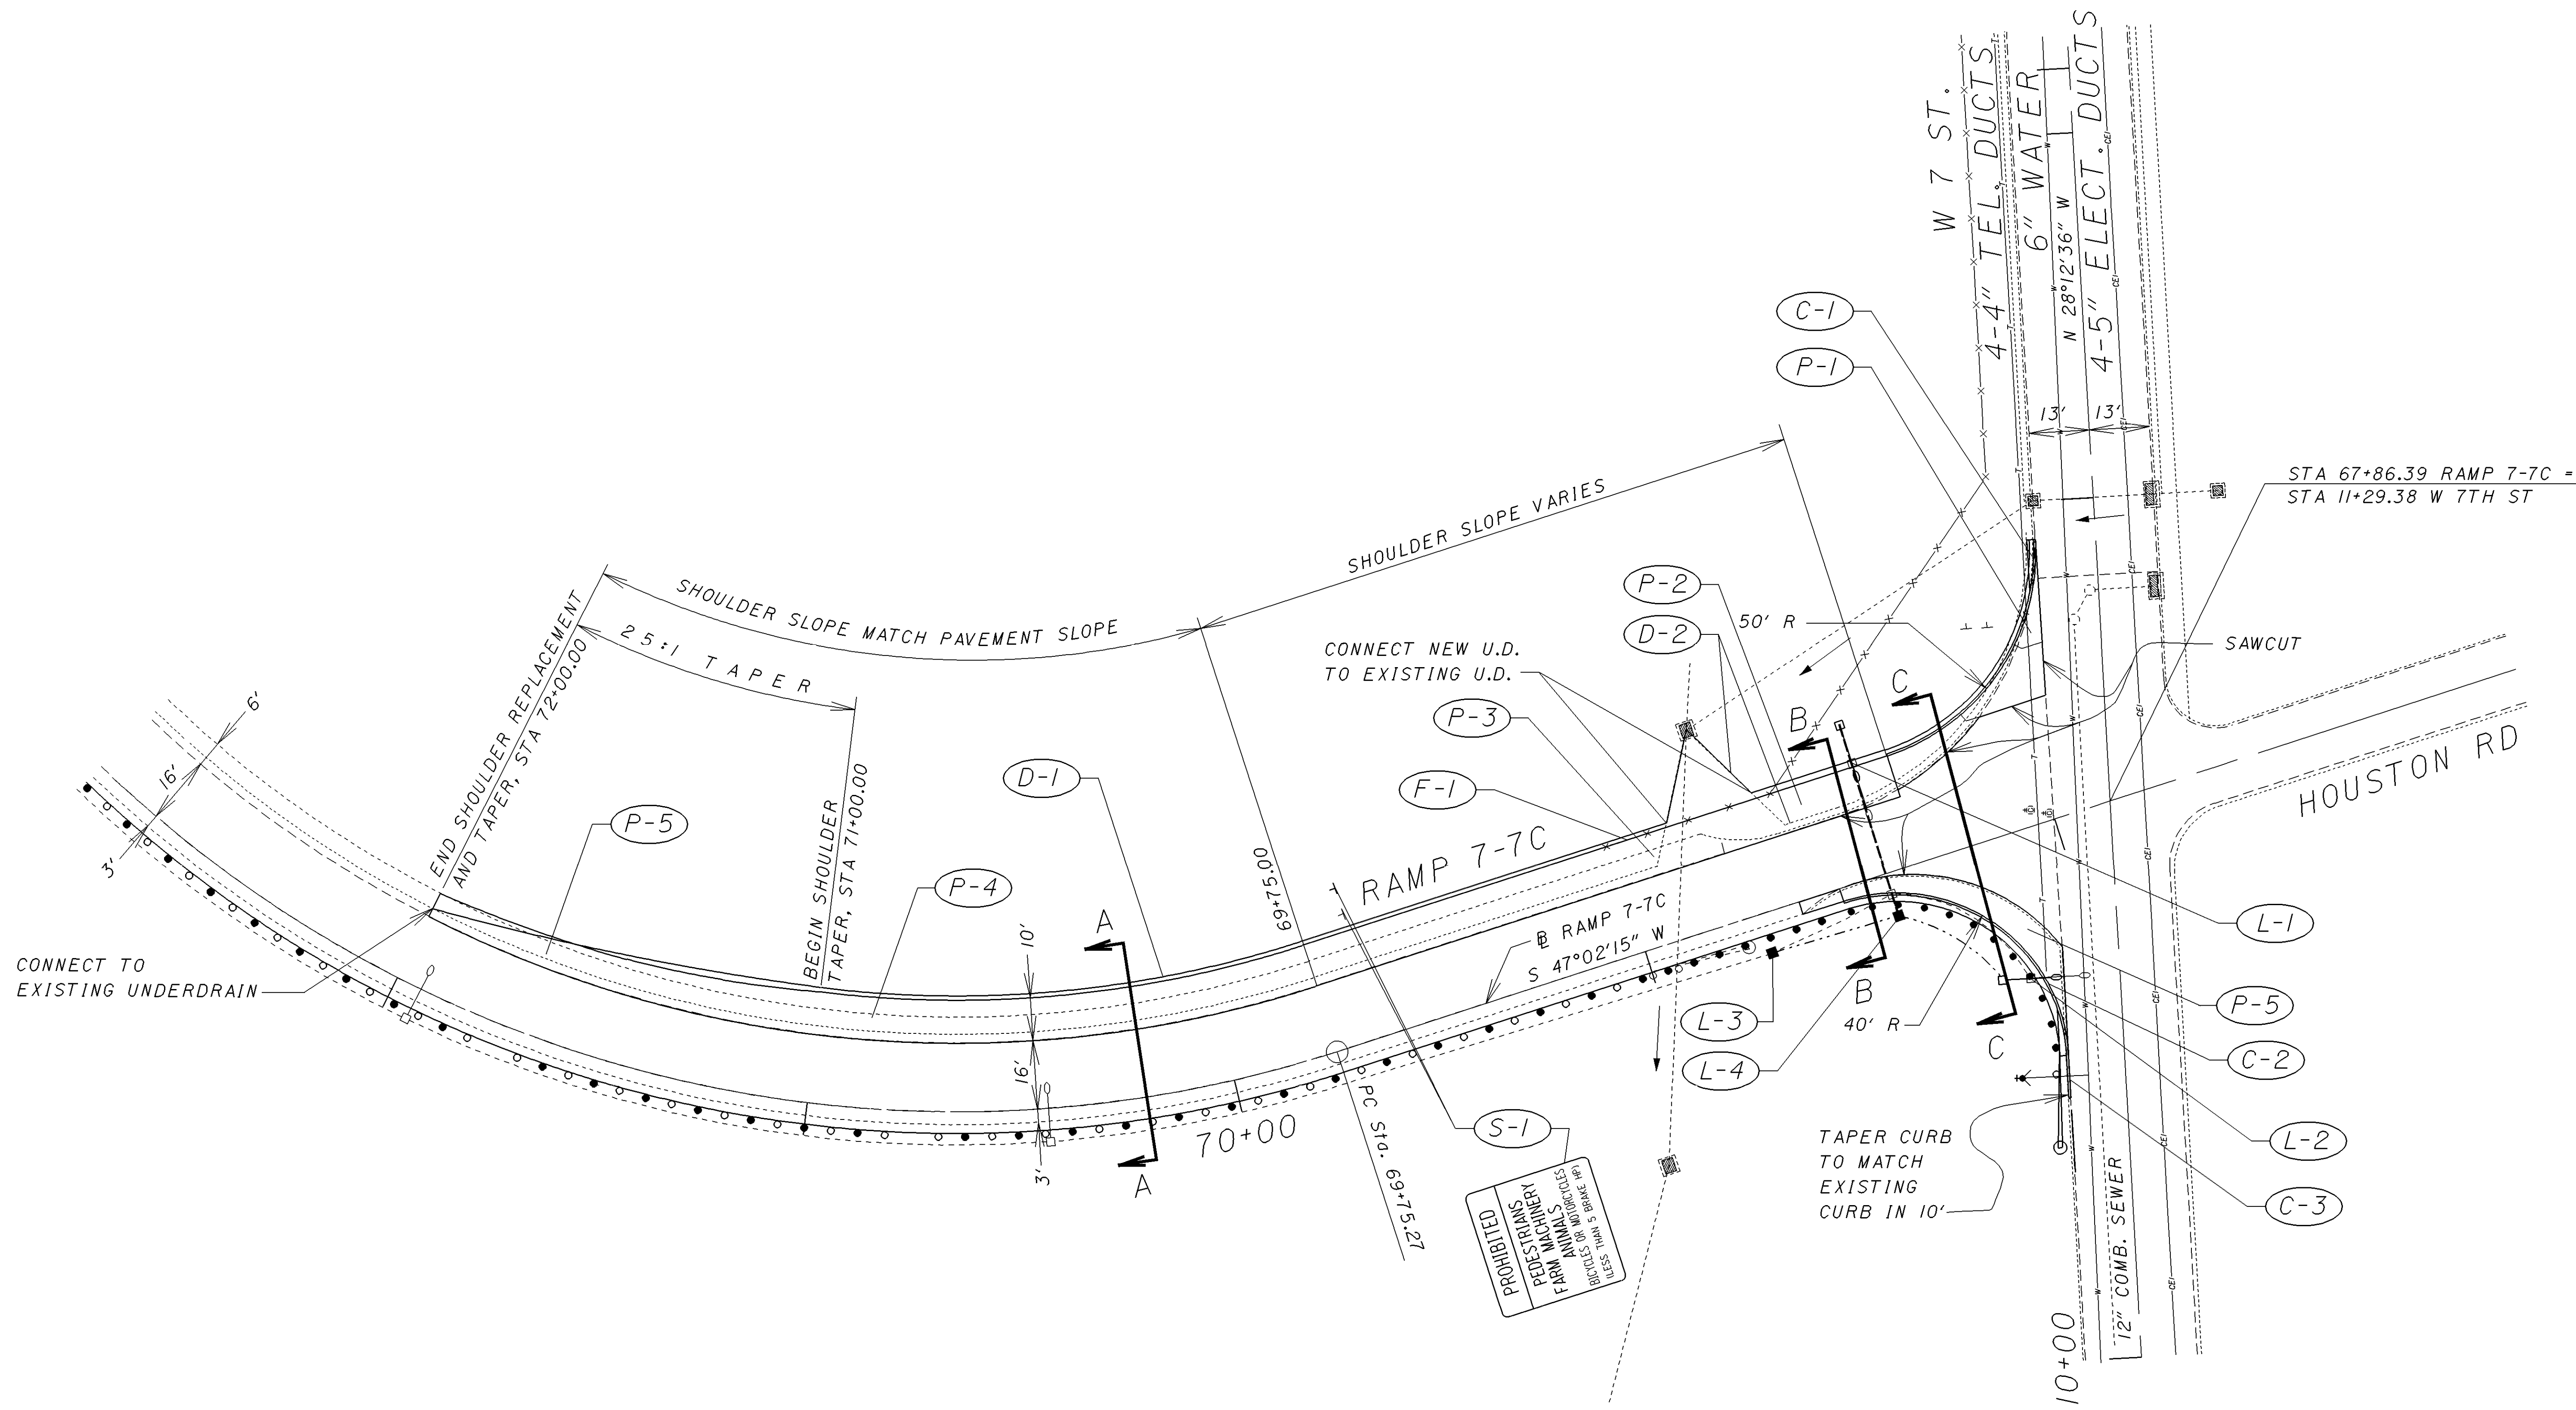 W 7 ST.
4-4" TEL. DUCTS
6" WATER
N 28°12'36" W
4-5" ELECT. DUCTS
C-1
P-1
13'
13'
STA 67+86.39 RAMP 7-7C =
STA 11+29.38 W 7TH ST
SHOULDER SLOPE VARIES
SHOULDER SLOPE MATCH PAVEMENT SLOPE
25:1 TAPER
END SHOULDER REPLACEMENT
AND TAPER, STA 72+00.00
BEGIN SHOULDER
TAPER, STA 71+00.00
P-2
D-2
50' R
CONNECT NEW U.D.
TO EXISTING U.D.
SAWCUT
C
B
P-3
F-1
HOUSTON RD
6'
16'
3'
D-1
P-5
P-4
RAMP 7-7C
69+75.00
A
10'
℄ RAMP 7-7C
S 47°02'15" W
CONNECT TO
EXISTING UNDERDRAIN
L-1
P-5
B
L-3
40' R
C
L-4
C-2
16'
3'
A
70+00
PC Sta. 69+75.27
S-1
PROHIBITED
PEDESTRIANS
FARM MACHINERY
ANIMALS
BICYCLES OR MOTORCYCLES
(LESS THAN 5 BRAKE HP)
TAPER CURB
TO MATCH
EXISTING
CURB IN 10'
L-2
C-3
12" COMB. SEWER
10+00